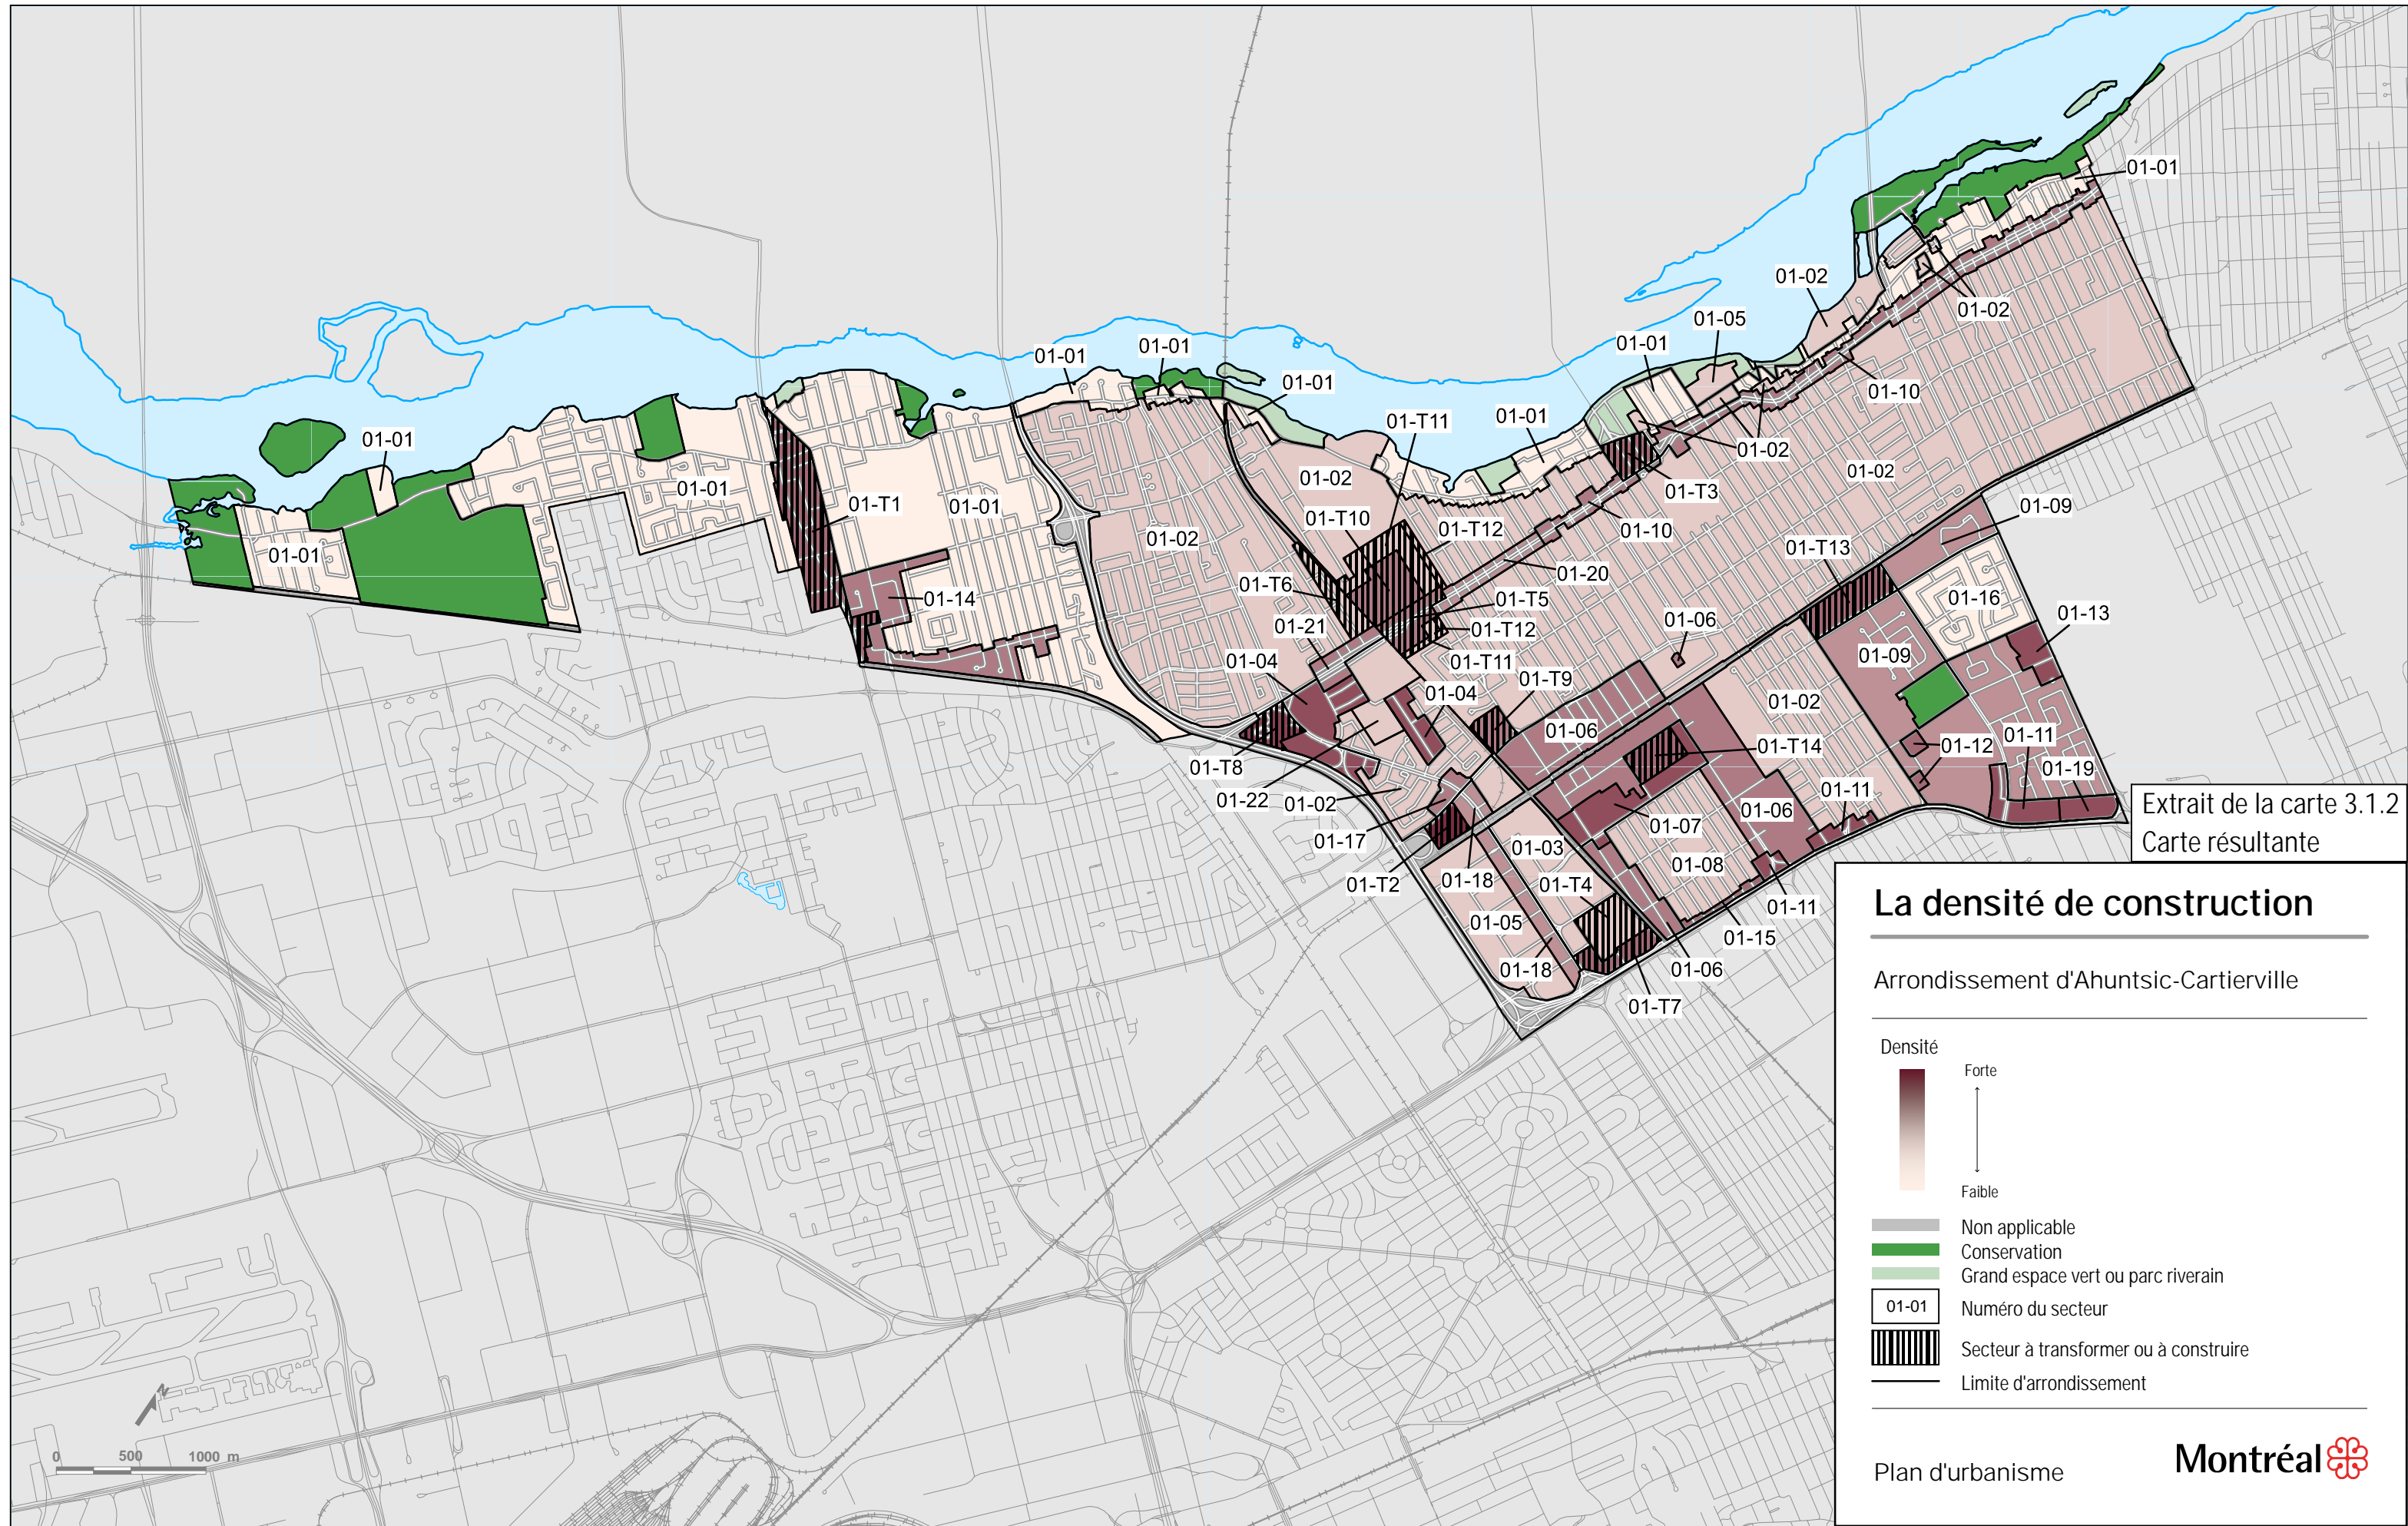 01-01
01-02
01-01
01-02
01-05
01-01
01-01
01-01
01-01
01-10
01-T11
01-01
01-01
01-02
01-02
01-02
01-01
01-T3
01-T1
01-01
01-09
01-T10
01-T12
01-10
01-02
01-T13
01-01
01-20
01-T6
01-14
01-T5
01-16
01-13
01-06
01-21
01-T12
01-04
01-T11
01-09
01-T9
01-04
01-02
01-06
01-11
01-T14
01-12
01-T8
01-19
01-11
01-22
01-02
01-06
01-07
01-17
01-03
01-08
01-T2
01-18
01-T4
01-11
01-05
01-15
01-18
01-06
01-T7
Extrait de la carte 3.1.2
Carte résultante
La densité de construction
Arrondissement d'Ahuntsic-Cartierville
Densité
Forte
Faible
Non applicable
Conservation
Grand espace vert ou parc riverain
01-01 Numéro du secteur
Secteur à transformer ou à construire
Limite d'arrondissement
Plan d'urbanisme
Montréal
N
0 500 1000 m